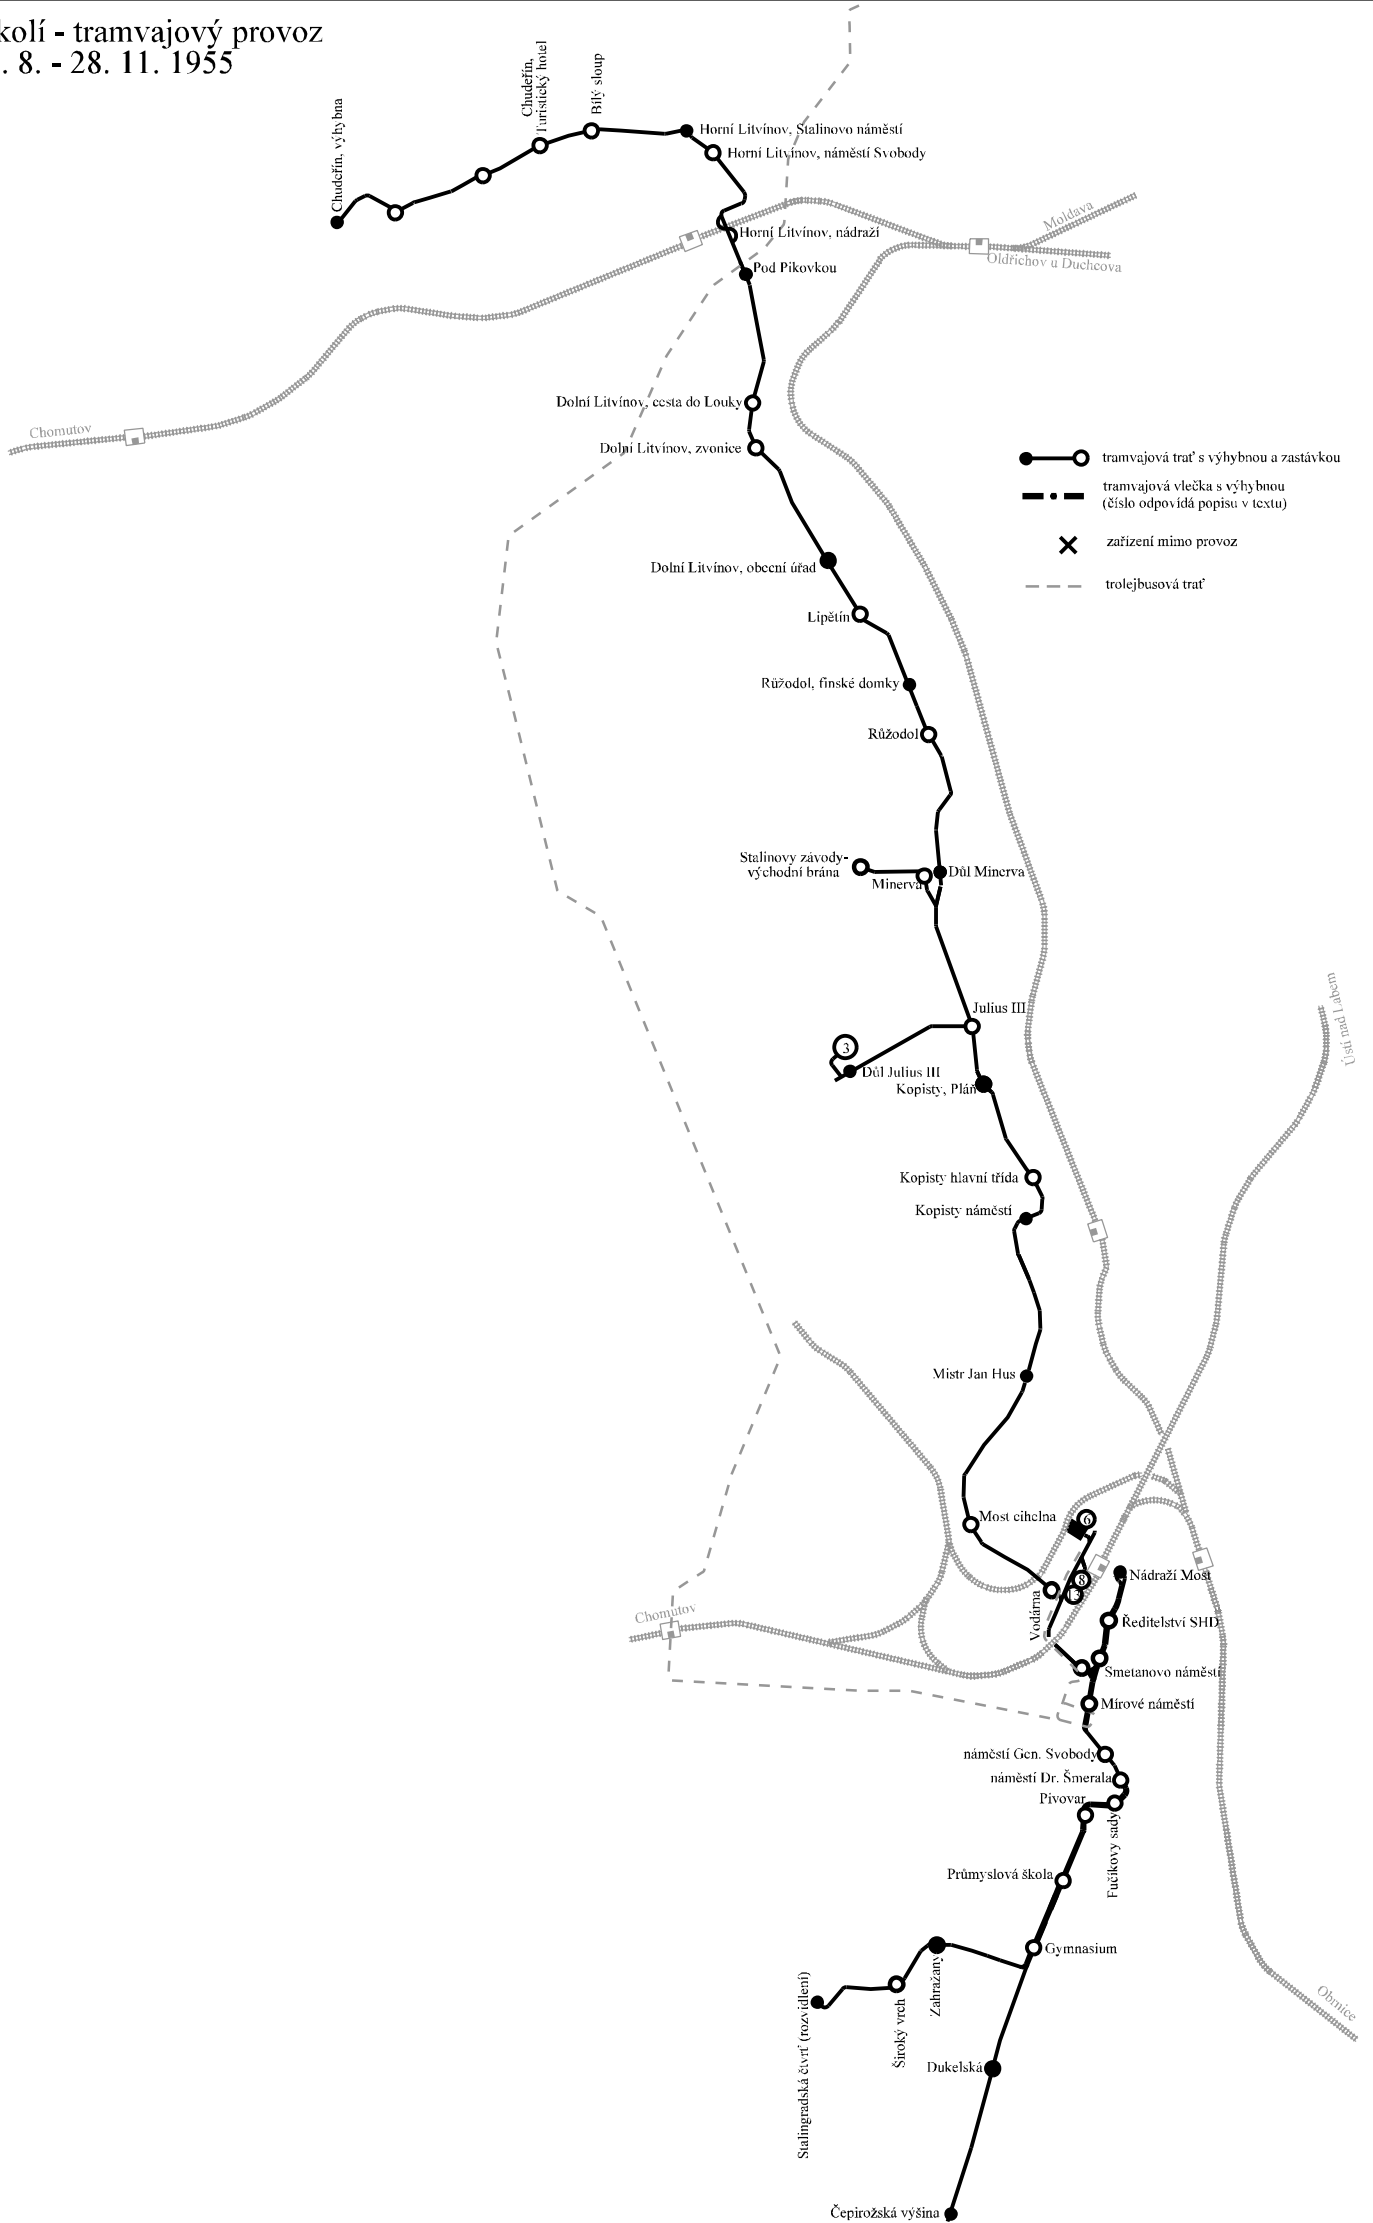 kolí - tramvajový provoz
. 8. - 28. 11. 1955
Chudeřín, výhybna
Chudeřín,
Turistický hotel
Bílý sloup
Horní Litvínov, Stalinovo náměstí
Horní Litvínov, náměstí Svobody
Horní Litvínov, nádraží
Pod Pikovkou
Moldava
Oldřichov u Duchcova
Chomutov
Dolní Litvínov, cesta do Louky
Dolní Litvínov, zvonice
tramvajová trať s výhybnou a zastávkou
tramvajová vlečka s výhybnou
(číslo odpovídá popisu v textu)
zařízení mimo provoz
trolejbusová trať
Dolní Litvínov, obecní úřad
Lipětín
Růžodol, finské domky
Růžodol
Stalinovy závody-
východní brána
Minerva
Důl Minerva
Julius III
3
Důl Julius III
Kopisty, Pláň
Ústí nad Labem
Kopisty hlavní třída
Kopisty náměstí
Mistr Jan Hus
Most cihelna
6
8
13
Vodárna
Nádraží Most
Ředitelství SHD
Chomutov
Smetanovo náměstí
Mírové náměstí
náměstí Gen. Svobody
náměstí Dr. Šmerala
Pivovar
Fučíkovy sady
Průmyslová škola
Gymnasium
Zahražany
Široký vrch
Stalingradská čtvrť (rozvidlení)
Obrnice
Dukelská
Čepirožská výšina